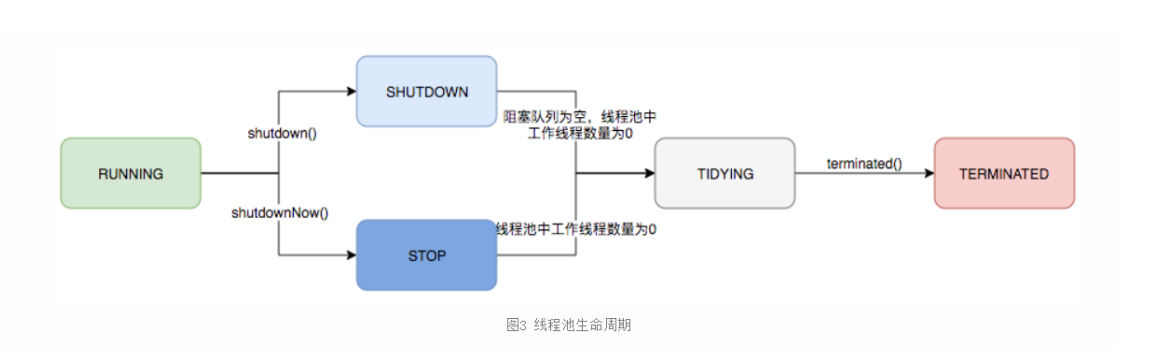 SHUTDOWN
阻塞队列为空，线程池中
工作线程数量为0
shutdown()
RUNNING
TIDYING
terminated()
TERMINATED
shutdownNow()
线程池中工作线程数量为0
STOP
图3 线程池生命周期